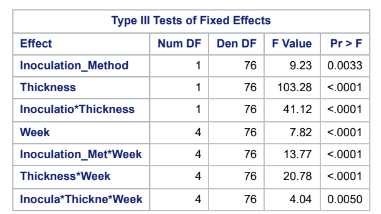 Type III Tests of Fixed Effects
Effect Num DF Den DF F Value Pr > F
Inoculation_Method 1 76 9.23 0.0033
Thickness 1 76 103.28 <.0001
Inoculatio*Thickness 1 76 41.12 <.0001
Week 4 76 7.82 <.0001
Inoculation_Met*Week 4 76 13.77 <.0001
Thickness*Week 4 76 20.78 <.0001
Inocula*Thickne*Week 4 76 4.04 0.0050